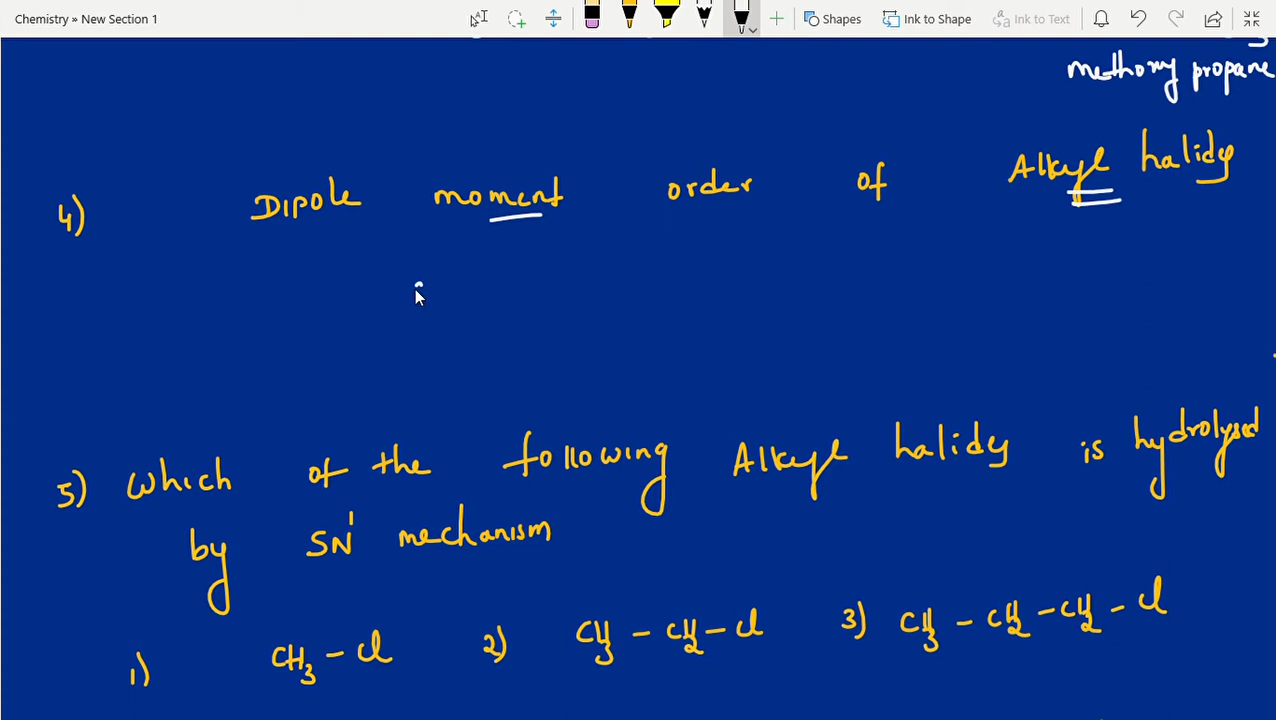 Chemistry » New Section 1
Shapes
Ink to Shape
Ink to Text
methoxy propane
4) Dipole moment order of Alkyl halidy
5) Which of the following Alkyl halidy is hydrolysed
by SN1 mechanism
1) CH3 - Cl 2) CH3 - CH2 - Cl 3) CH3 - CH2 - CH2 - Cl